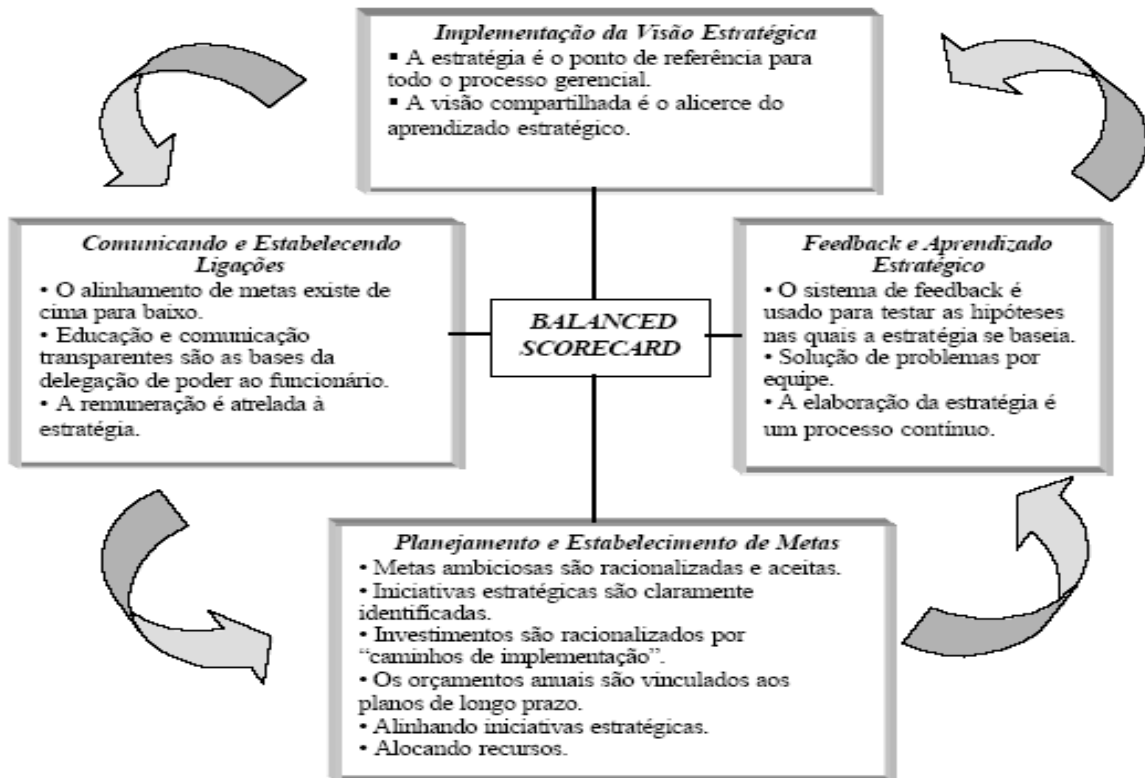 Implementação da Visão Estratégica
▪ A estratégia é o ponto de referência para
todo o processo gerencial.
▪ A visão compartilhada é o alicerce do
aprendizado estratégico.
Comunicando e Estabelecendo
Ligações
• O alinhamento de metas existe de
cima para baixo.
• Educação e comunicação
transparentes são as bases da
delegação de poder ao funcionário.
• A remuneração é atrelada à
estratégia.
BALANCED
SCORECARD
Feedback e Aprendizado
Estratégico
• O sistema de feedback é
usado para testar as hipóteses
nas quais a estratégia se baseia.
• Solução de problemas por
equipe.
• A elaboração da estratégia é
um processo contínuo.
Planejamento e Estabelecimento de Metas
• Metas ambiciosas são racionalizadas e aceitas.
• Iniciativas estratégicas são claramente
identificadas.
• Investimentos são racionalizados por
“caminhos de implementação”.
• Os orçamentos anuais são vinculados aos
planos de longo prazo.
• Alinhando iniciativas estratégicas.
• Alocando recursos.